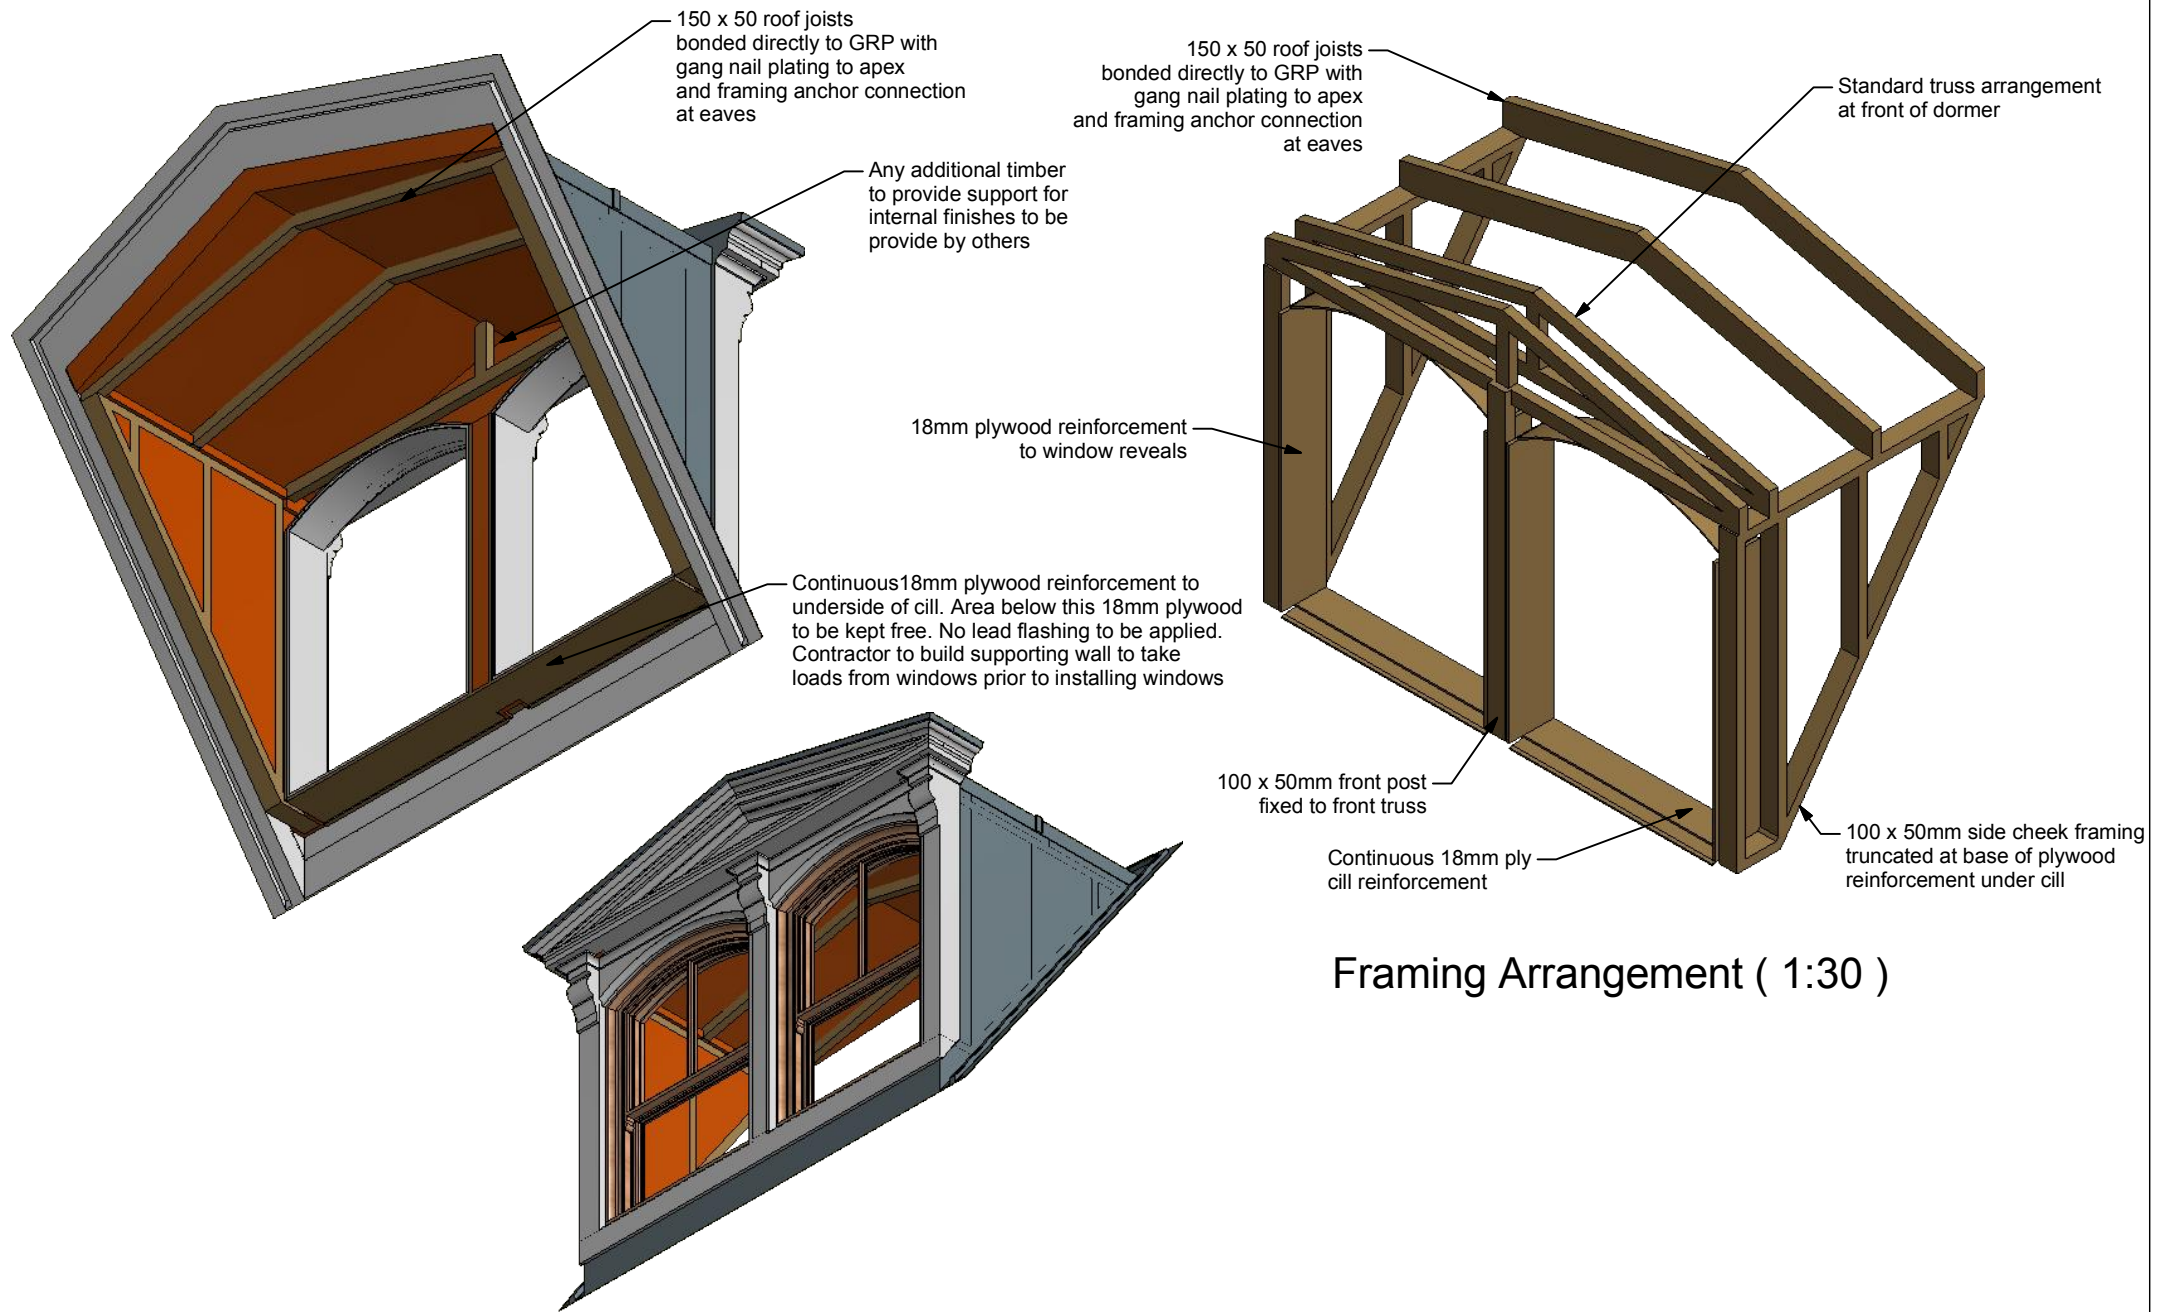 150 x 50 roof joists
bonded directly to GRP with
gang nail plating to apex
and framing anchor connection
at eaves
150 x 50 roof joists
bonded directly to GRP with
gang nail plating to apex
and framing anchor connection
at eaves
Standard truss arrangement
at front of dormer
Any additional timber
to provide support for
internal finishes to be
provide by others
18mm plywood reinforcement
to window reveals
Continuous18mm plywood reinforcement to
underside of cill. Area below this 18mm plywood
to be kept free. No lead flashing to be applied.
Contractor to build supporting wall to take
loads from windows prior to installing windows
100 x 50mm front post
fixed to front truss
Continuous 18mm ply
cill reinforcement
100 x 50mm side cheek framing
truncated at base of plywood
reinforcement under cill
Framing Arrangement ( 1:30 )